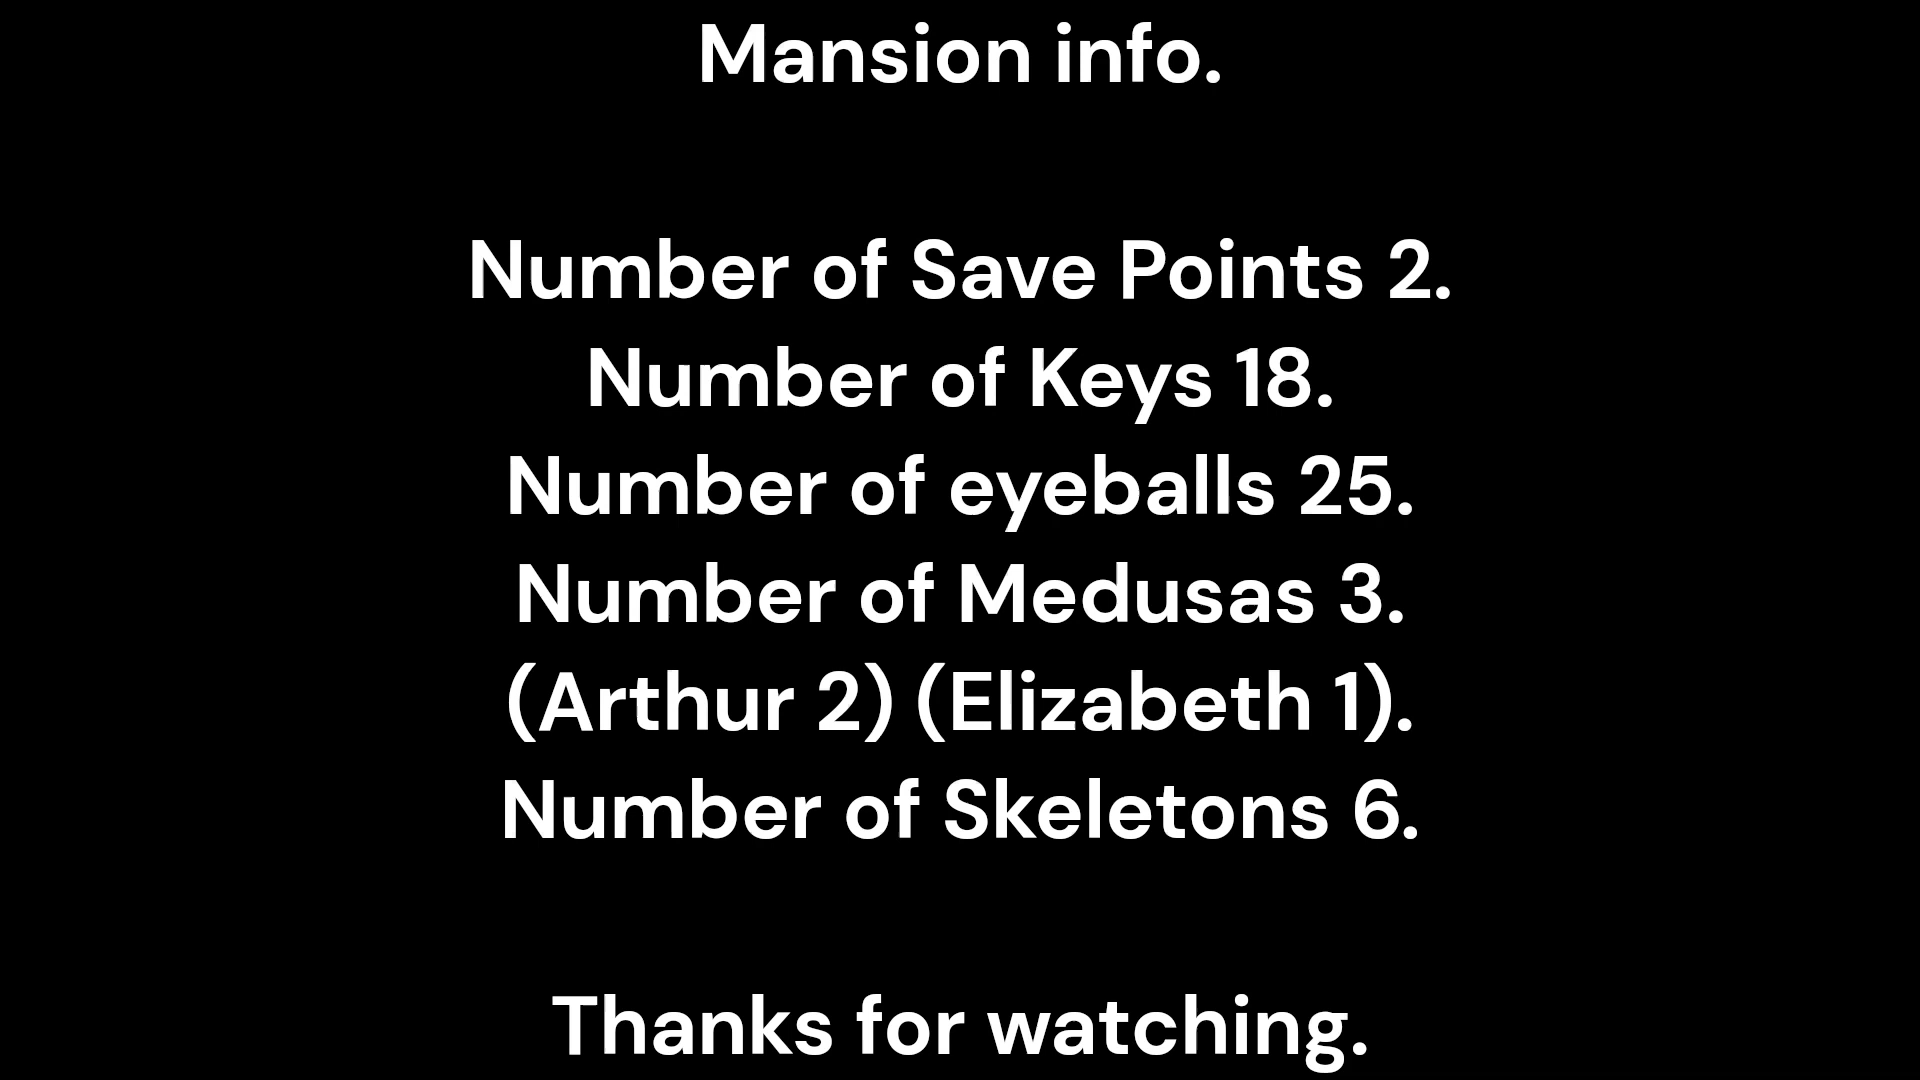 Mansion info.
Number of Save Points 2.
Number of Keys 18.
Number of eyeballs 25.
Number of Medusas 3.
(Arthur 2) (Elizabeth 1).
Number of Skeletons 6.
Thanks for watching.